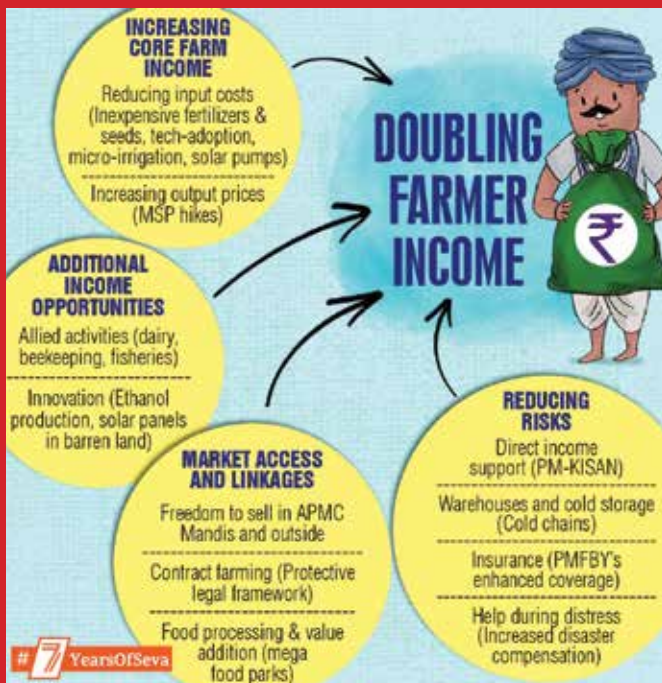 INCREASING
CORE FARM
INCOME
Reducing input costs
(Inexpensive fertilizers &
seeds, tech-adoption,
micro-irrigation, solar pumps)
Increasing output prices
(MSP hikes)
DOUBLING
FARMER
INCOME
₹
ADDITIONAL
INCOME
OPPORTUNITIES
Allied activities (dairy,
beekeeping, fisheries)
Innovation (Ethanol
production, solar panels
in barren land)
MARKET ACCESS
AND LINKAGES
Freedom to sell in APMC
Mandis and outside
Contract farming (Protective
legal framework)
Food processing & value
addition (mega
food parks)
REDUCING
RISKS
Direct income
support (PM-KISAN)
Warehouses and cold storage
(Cold chains)
Insurance (PMFBY's
enhanced coverage)
Help during distress
(Increased disaster
compensation)
#7YearsOfSeva